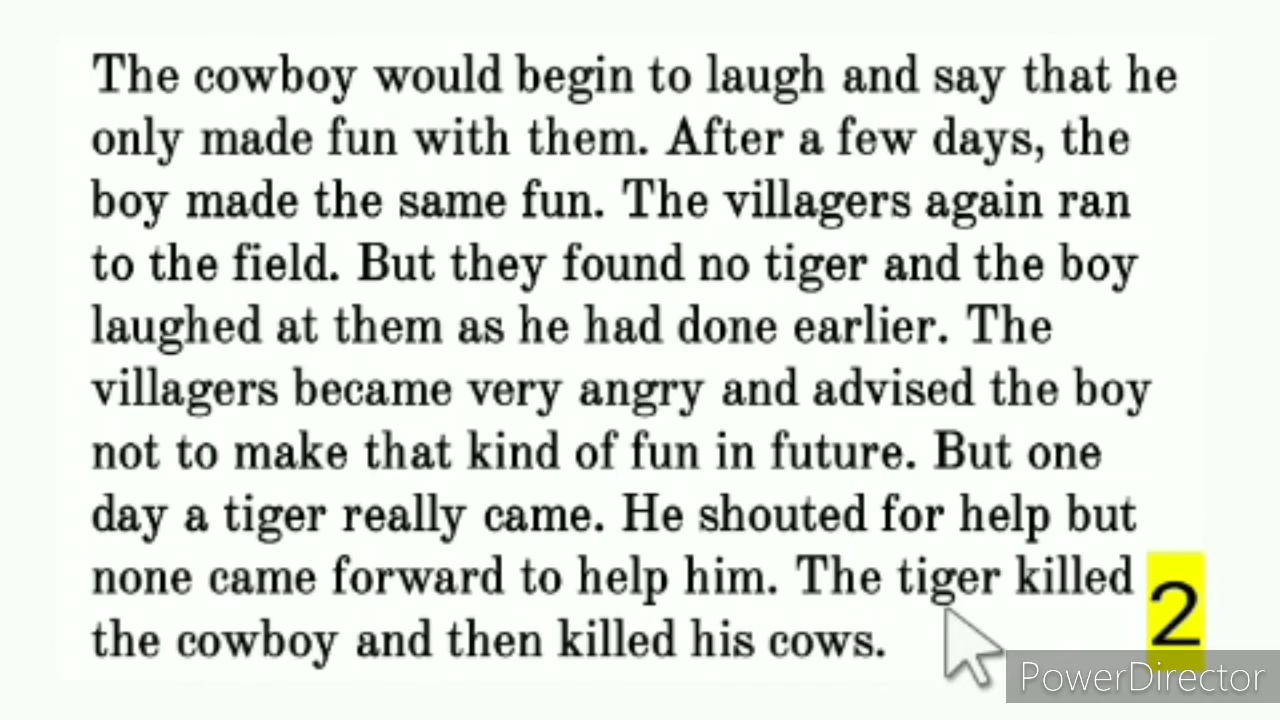 The cowboy would begin to laugh and say that he
only made fun with them. After a few days, the
boy made the same fun. The villagers again ran
to the field. But they found no tiger and the boy
laughed at them as he had done earlier. The
villagers became very angry and advised the boy
not to make that kind of fun in future. But one
day a tiger really came. He shouted for help but
none came forward to help him. The tiger killed
the cowboy and then killed his cows.
2
PowerDirector